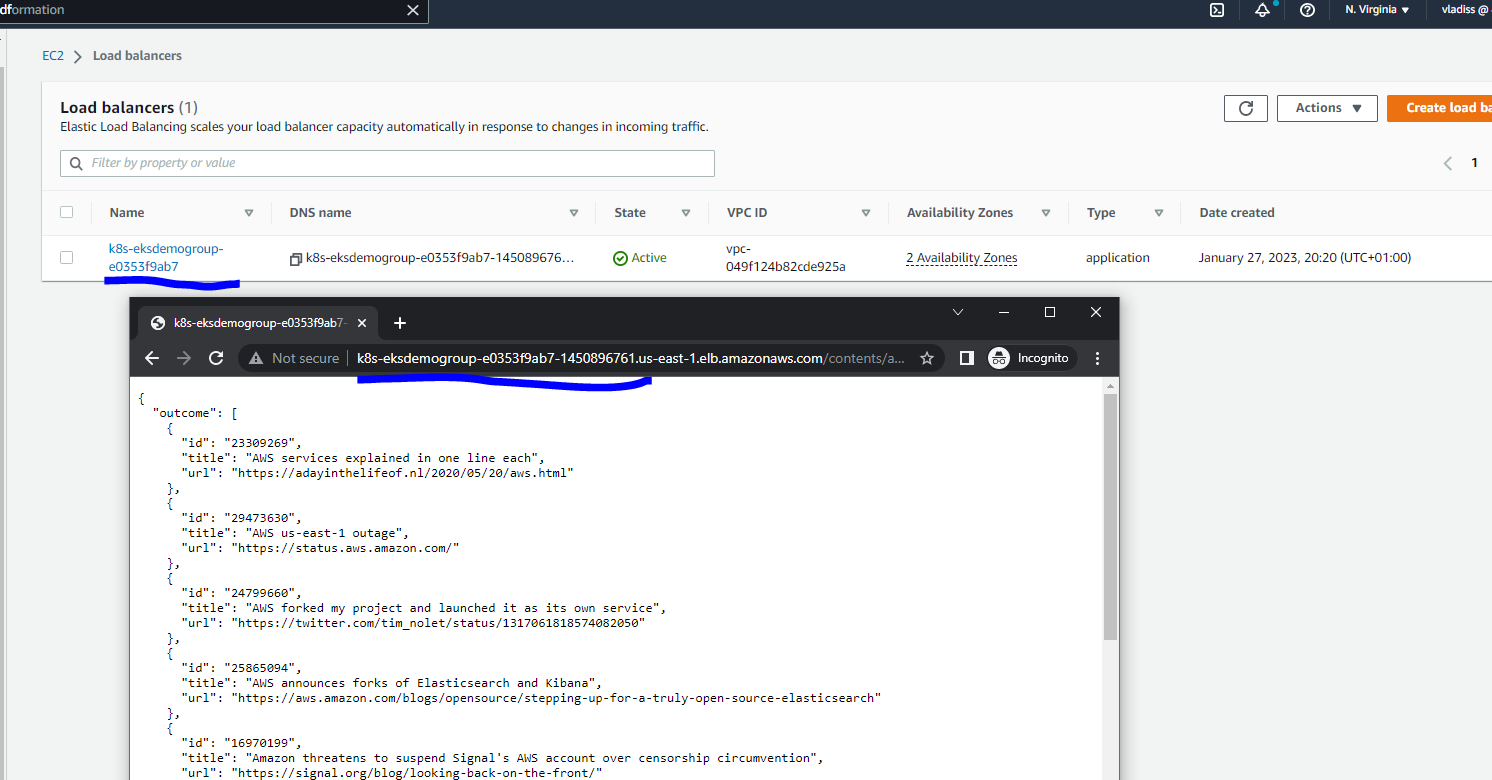 dformation
N. Virginia
vladiss @
EC2 > Load balancers
Load balancers (1)
Elastic Load Balancing scales your load balancer capacity automatically in response to changes in incoming traffic.
Actions
Create load ba
Filter by property or value
1
Name DNS name State VPC ID Availability Zones Type Date created
k8s-eksdemogroup-
e0353f9ab7
k8s-eksdemogroup-e0353f9ab7-145089676...
Active
vpc-
049f124b82cde925a
2 Availability Zones
application
January 27, 2023, 20:20 (UTC+01:00)
k8s-eksdemogroup-e0353f9ab7-
Not secure
k8s-eksdemogroup-e0353f9ab7-1450896761.us-east-1.elb.amazonaws.com/contents/a...
Incognito
{
"outcome": [
{
"id": "23309269",
"title": "AWS services explained in one line each",
"url": "https://adayinthelifeof.nl/2020/05/20/aws.html"
},
{
"id": "29473630",
"title": "AWS us-east-1 outage",
"url": "https://status.aws.amazon.com/"
},
{
"id": "24799660",
"title": "AWS forked my project and launched it as its own service",
"url": "https://twitter.com/tim_nolet/status/1317061818574082050"
},
{
"id": "25865094",
"title": "AWS announces forks of Elasticsearch and Kibana",
"url": "https://aws.amazon.com/blogs/opensource/stepping-up-for-a-truly-open-source-elasticsearch"
},
{
"id": "16970199",
"title": "Amazon threatens to suspend Signal's AWS account over censorship circumvention",
"url": "https://signal.org/blog/looking-back-on-the-front/"